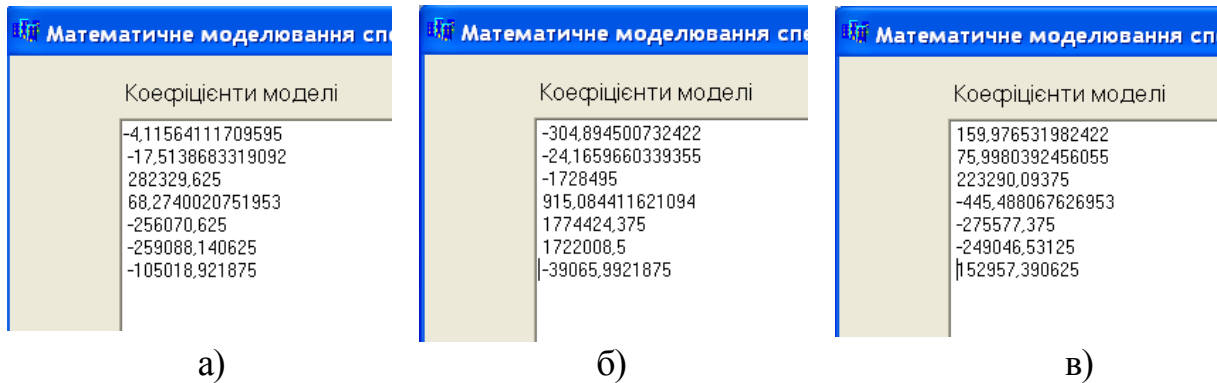 Математичне моделювання спе
Коефіцієнти моделі
-4,11564111709595
-17,5138683319092
282329,625
68,2740020751953
-256070,625
-259088,140625
-105018,921875
а)
Математичне моделювання спе
Коефіцієнти моделі
-304,894500732422
-24,1659660339355
-1728495
915,084411621094
1774424,375
1722008,5
-39065,9921875
б)
Математичне моделювання сп
Коефіцієнти моделі
159,976531982422
75,9980392456055
223290,09375
-445,488067626953
-275577,375
-249046,53125
152957,390625
в)